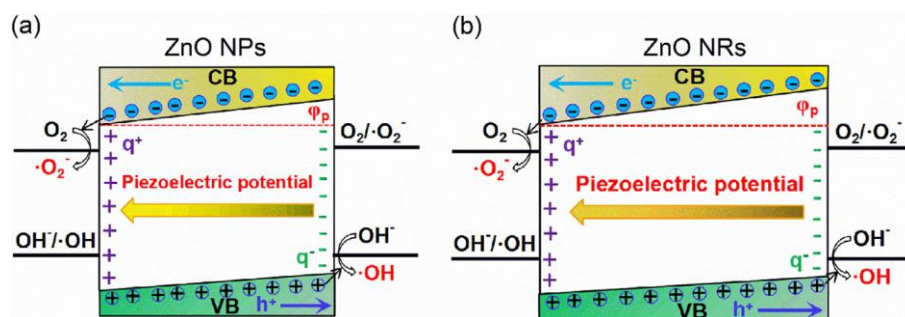 (a)
ZnO NPs
CB
e⁻
φₚ
O₂
·O₂⁻
q⁺
O₂/·O₂⁻
Piezoelectric potential
OH⁻/·OH
OH⁻
q⁻
·OH
VB
h⁺
(b)
ZnO NRs
CB
e⁻
φₚ
O₂
·O₂⁻
q⁺
O₂/·O₂⁻
Piezoelectric potential
OH⁻/·OH
OH⁻
q⁻
·OH
VB
h⁺